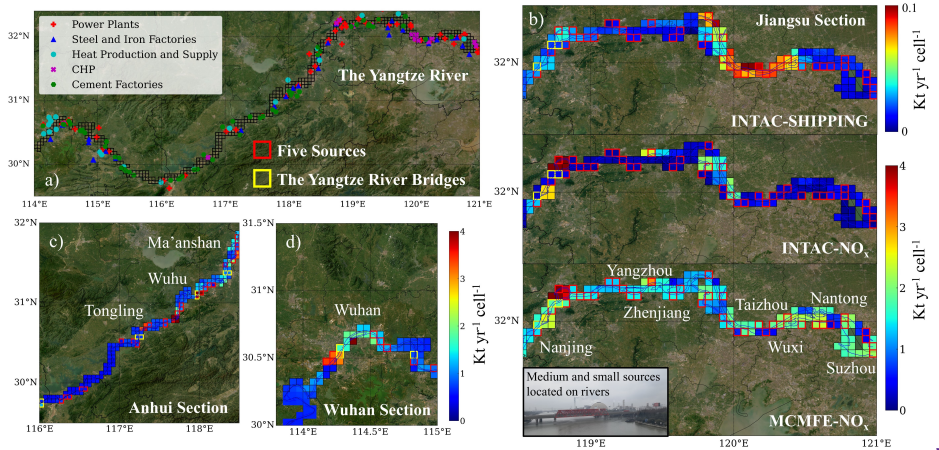 32°N
31°N
30°N
114°E
115°E
116°E
117°E
118°E
119°E
120°E
121°E
Power Plants
Steel and Iron Factories
Heat Production and Supply
CHP
Cement Factories
The Yangtze River
Five Sources
The Yangtze River Bridges
a)
b)
Jiangsu Section
32°N
INTAC-SHIPPING
0.1
0
Kt yr-1 cell-1
32°N
INTAC-NOx
4
3
2
1
0
Kt yr-1 cell-1
Yangzhou
Zhenjiang
Taizhou
Nantong
32°N
Nanjing
Wuxi
Suzhou
Medium and small sources
located on rivers
MCMFE-NOx
119°E
120°E
121°E
c)
32°N
31°N
30°N
Ma'anshan
Wuhu
Tongling
Anhui Section
116°E
117°E
118°E
d)
31.5°N
31°N
30.5°N
30°N
Wuhan
Wuhan Section
114°E
114.5°E
115°E
4
3
2
1
0
Kt yr-1 cell-1